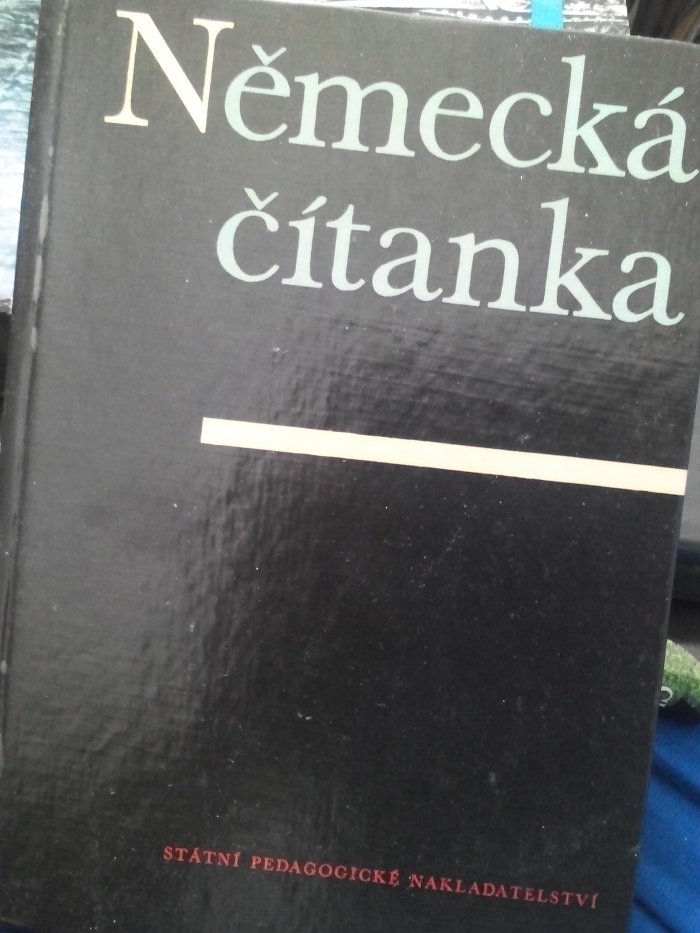 Německá
čítanka
STÁTNÍ PEDAGOGICKÉ NAKLADATELSTVÍ